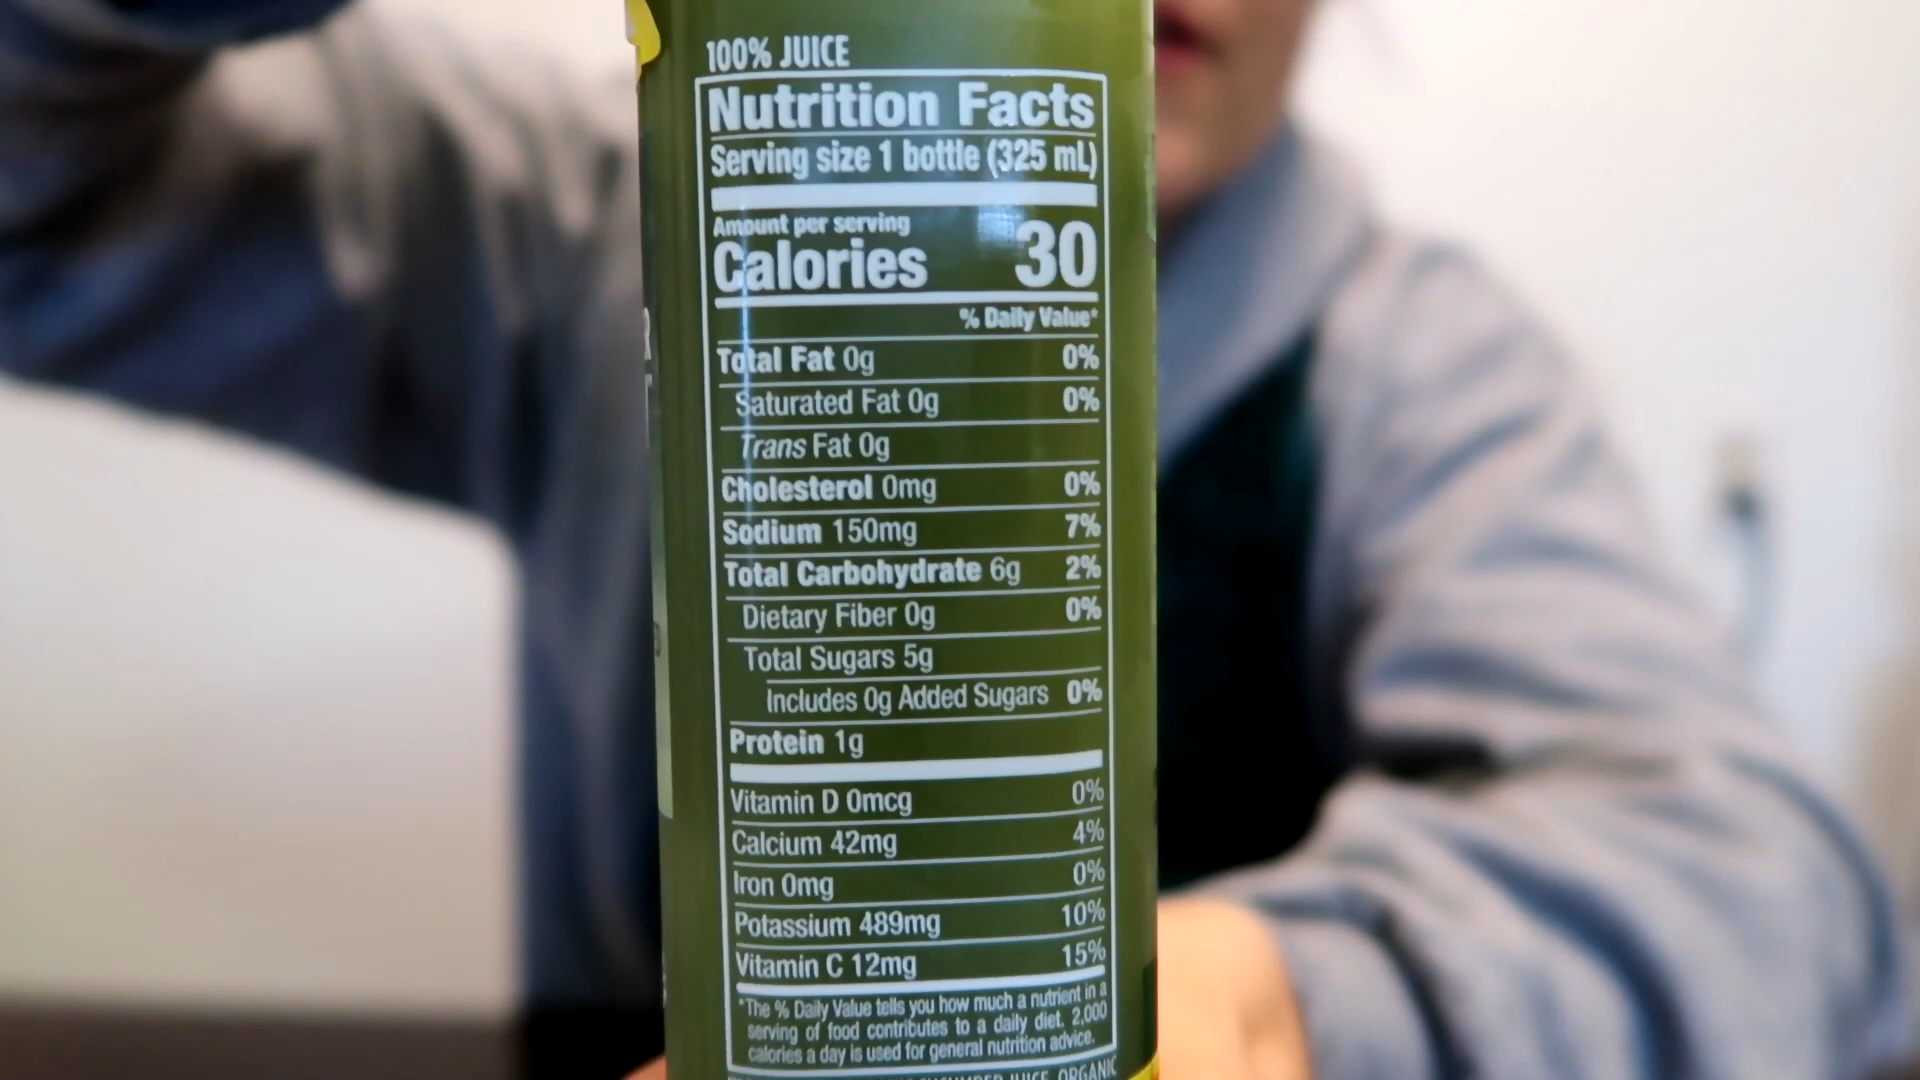 100% JUICE
Nutrition Facts
Serving size 1 bottle (325 mL)
Amount per serving
Calories 30
% Daily Value*
Total Fat 0g 0%
Saturated Fat 0g 0%
Trans Fat 0g
Cholesterol 0mg 0%
Sodium 150mg 7%
Total Carbohydrate 6g 2%
Dietary Fiber 0g 0%
Total Sugars 5g
Includes 0g Added Sugars 0%
Protein 1g
Vitamin D 0mcg 0%
Calcium 42mg 4%
Iron 0mg 0%
Potassium 489mg 10%
Vitamin C 12mg 15%
*The % Daily Value tells you how much a nutrient in a
serving of food contributes to a daily diet. 2,000
calories a day is used for general nutrition advice.
JUICE, ORGANIC